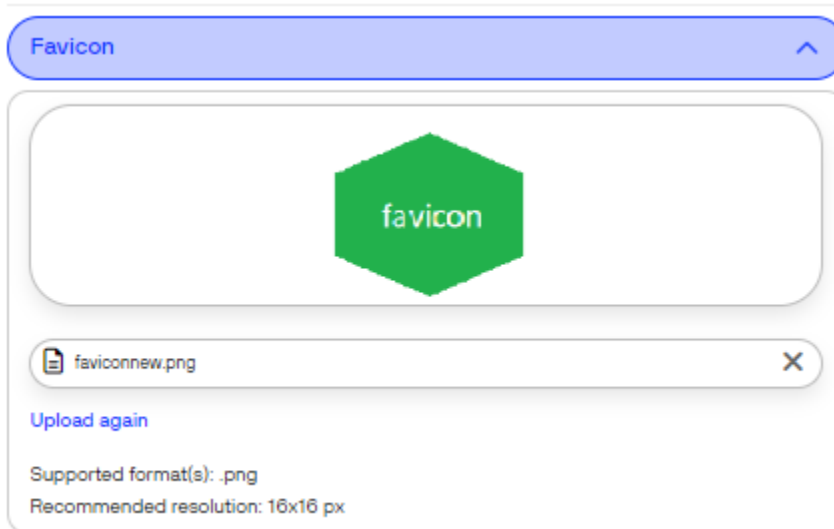 Favicon
favicon
faviconnew.png
Upload again
Supported format(s): .png
Recommended resolution: 16x16 px